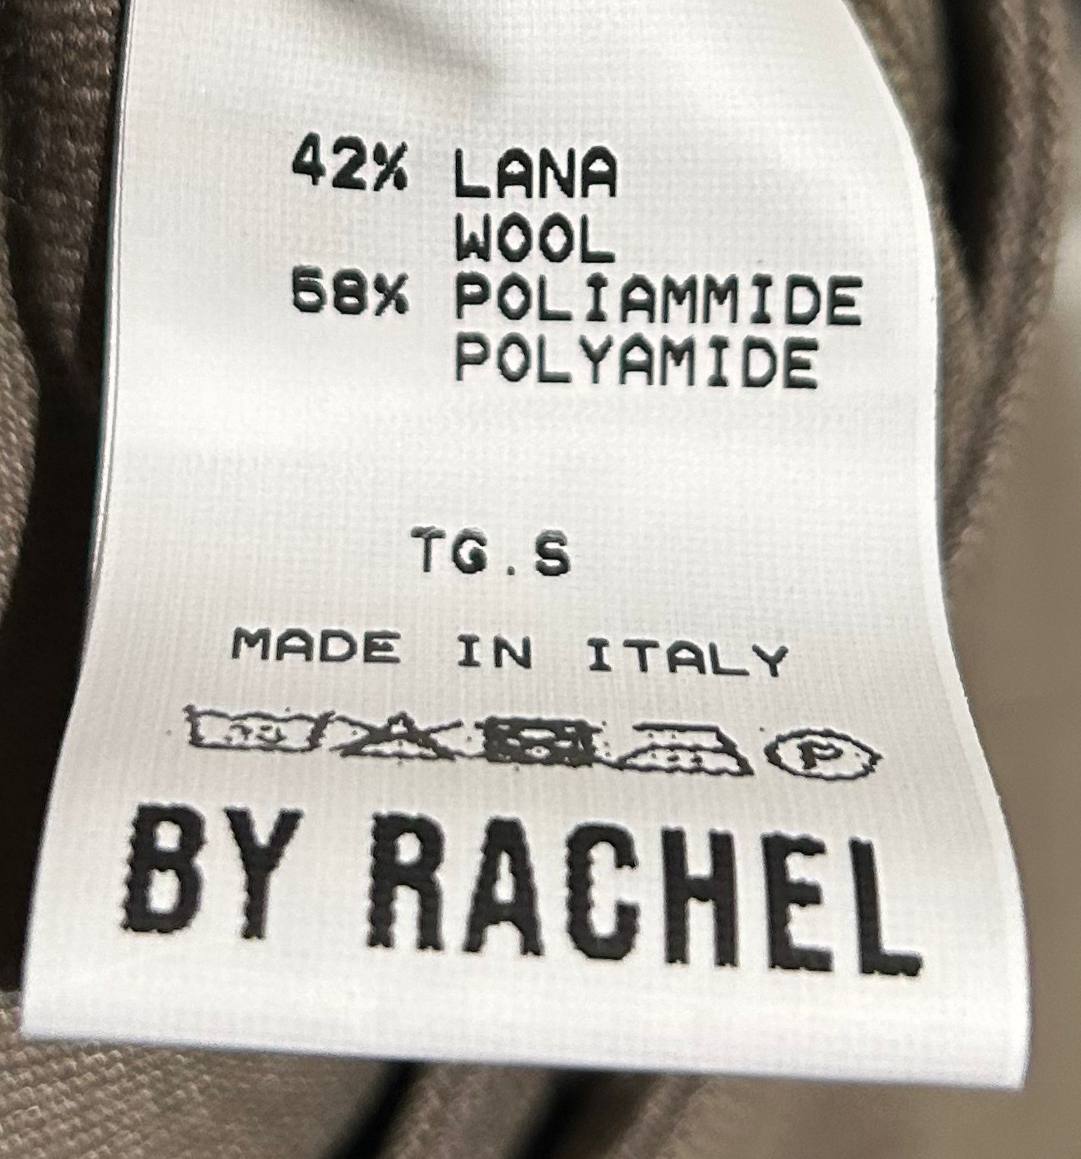 42% LANA
WOOL
58% POLIAMMIDE
POLYAMIDE
TG.S
MADE IN ITALY
P
BY RACHEL